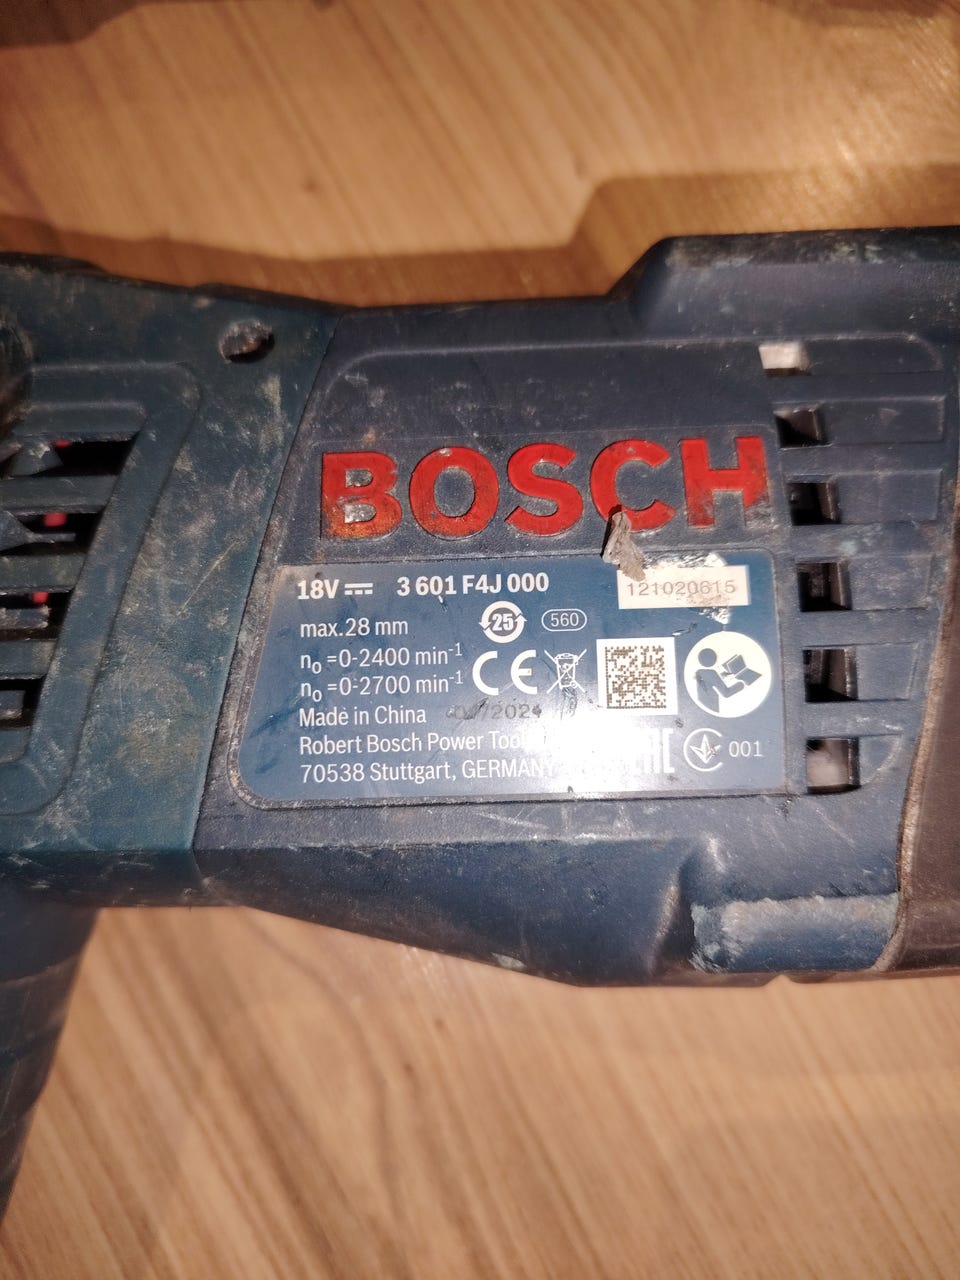 BOSCH
18V 3 601 F4J 000
121020615
max.28 mm
25 560
n₀ =0-2400 min⁻¹
n₀ =0-2700 min⁻¹
CE
Made in China
Robert Bosch Power
70538 Stuttgart, GERMANY
001